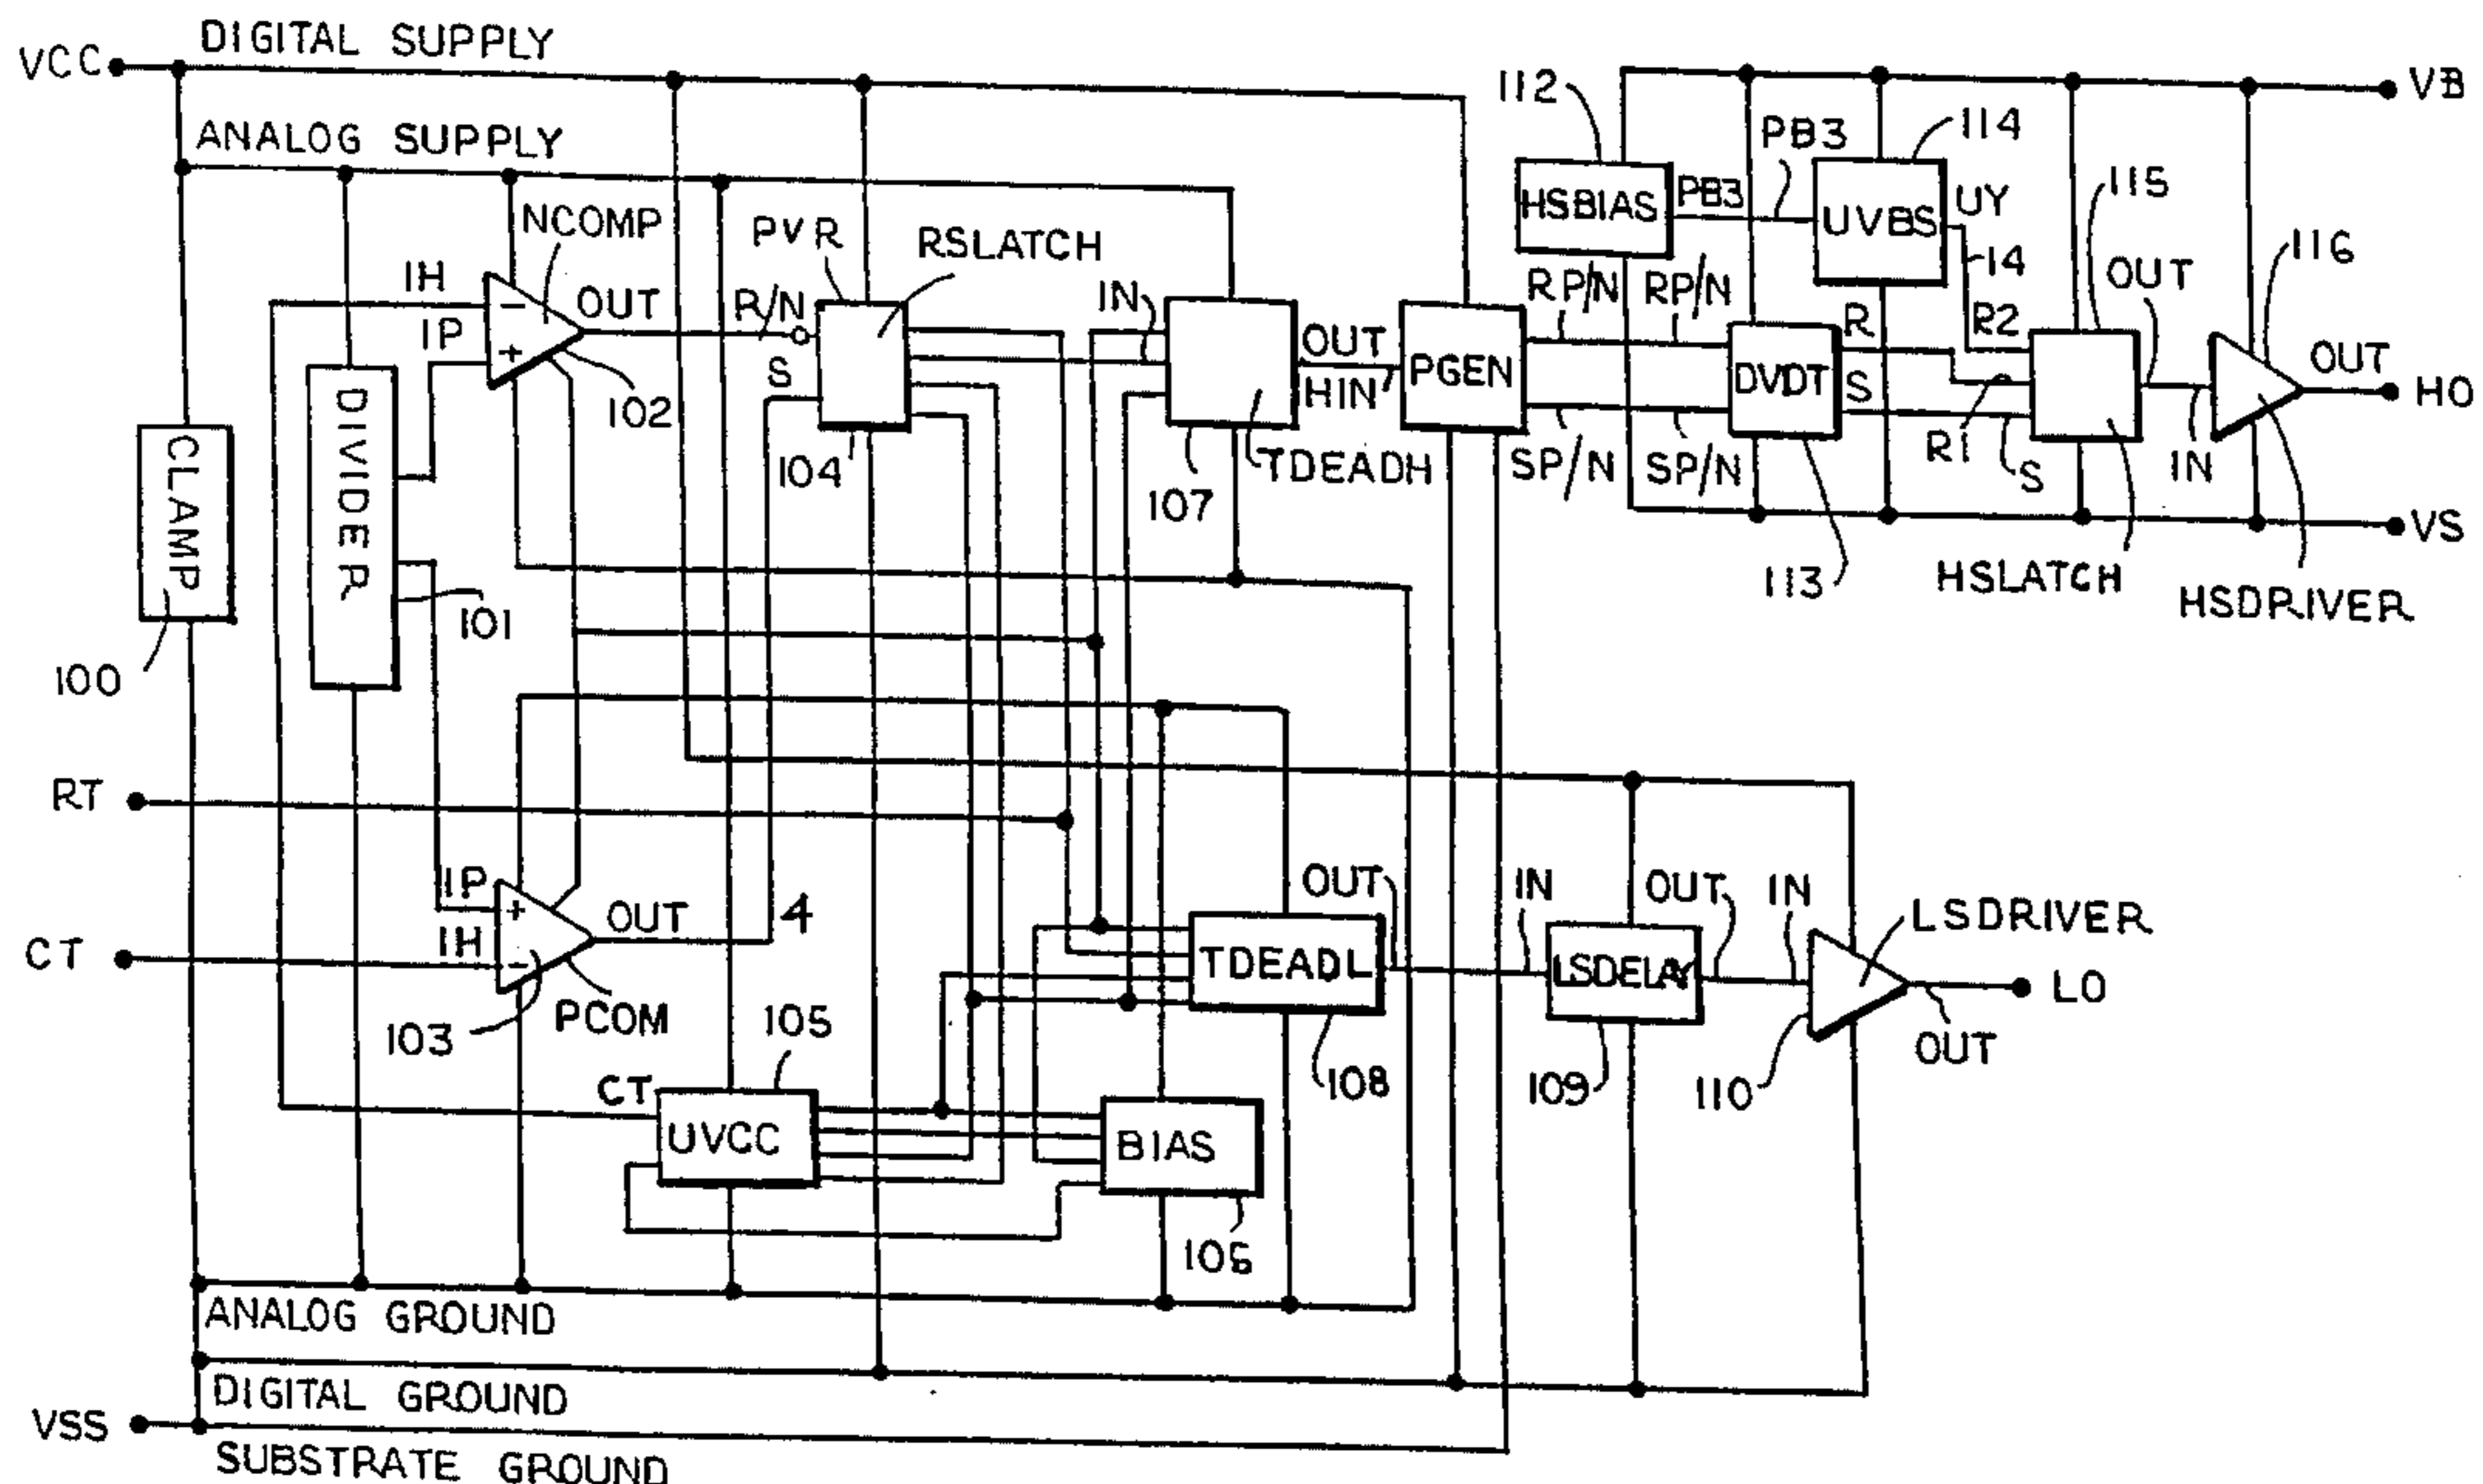 DIGITAL SUPPLY
VCC
VB
112
PB3
114
ANALOG SUPPLY
HSBIAS
PB3
UVBS
UY
115
NCOMP
PVR
RSLATCH
14
OUT
116
IH
OUT
R/N
IN
RP/N
RP/N
IP
S
OUT
HIN
PGEN
DVDT
R
S
R2
OUT
HO
DIVIDER
102
104
TDEADH
107
SP/N
SP/N
R1
S
IN
CLAMP
VS
113
HSLATCH
HSDRIVER
101
100
RT
IP
OUT
4
OUT
IN
OUT
IN
LSDRIVER
CT
IH
TDEADL
LSDELAY
LO
103
PCOM
105
OUT
CT
108
109
110
UVCC
BIAS
106
ANALOG GROUND
DIGITAL GROUND
VSS
SUBSTRATE GROUND